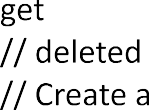 get
// deleted
// Create a